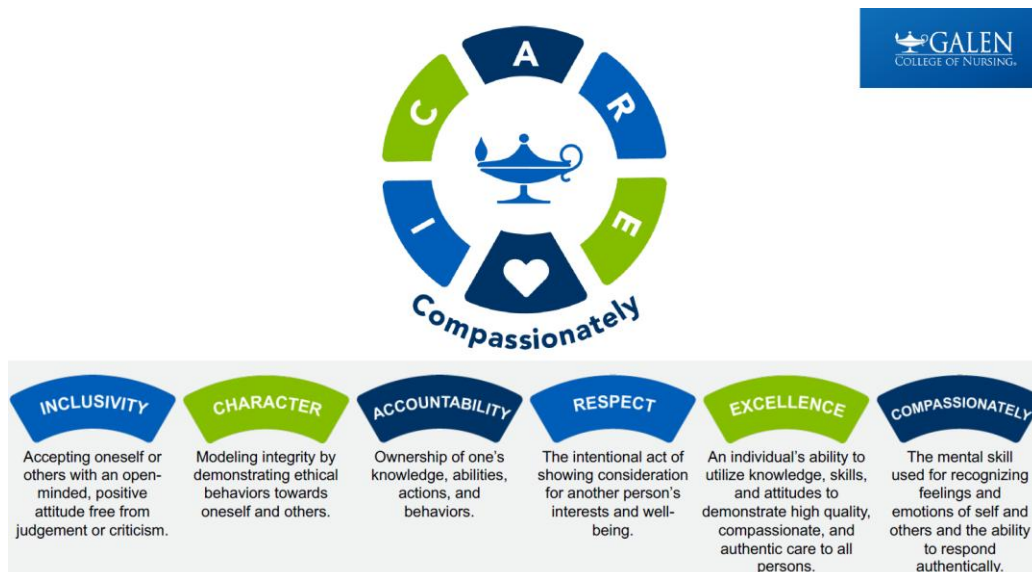 GALEN
COLLEGE OF NURSING®
I C A R E
Compassionately
INCLUSIVITY
Accepting oneself or
others with an open-
minded, positive
attitude free from
judgement or criticism.
CHARACTER
Modeling integrity by
demonstrating ethical
behaviors towards
oneself and others.
ACCOUNTABILITY
Ownership of one's
knowledge, abilities,
actions, and
behaviors.
RESPECT
The intentional act of
showing consideration
for another person's
interests and well-
being.
EXCELLENCE
An individual's ability to
utilize knowledge, skills,
and attitudes to
demonstrate high quality,
compassionate, and
authentic care to all
persons.
COMPASSIONATELY
The mental skill
used for recognizing
feelings and
emotions of self and
others and the ability
to respond
authentically.